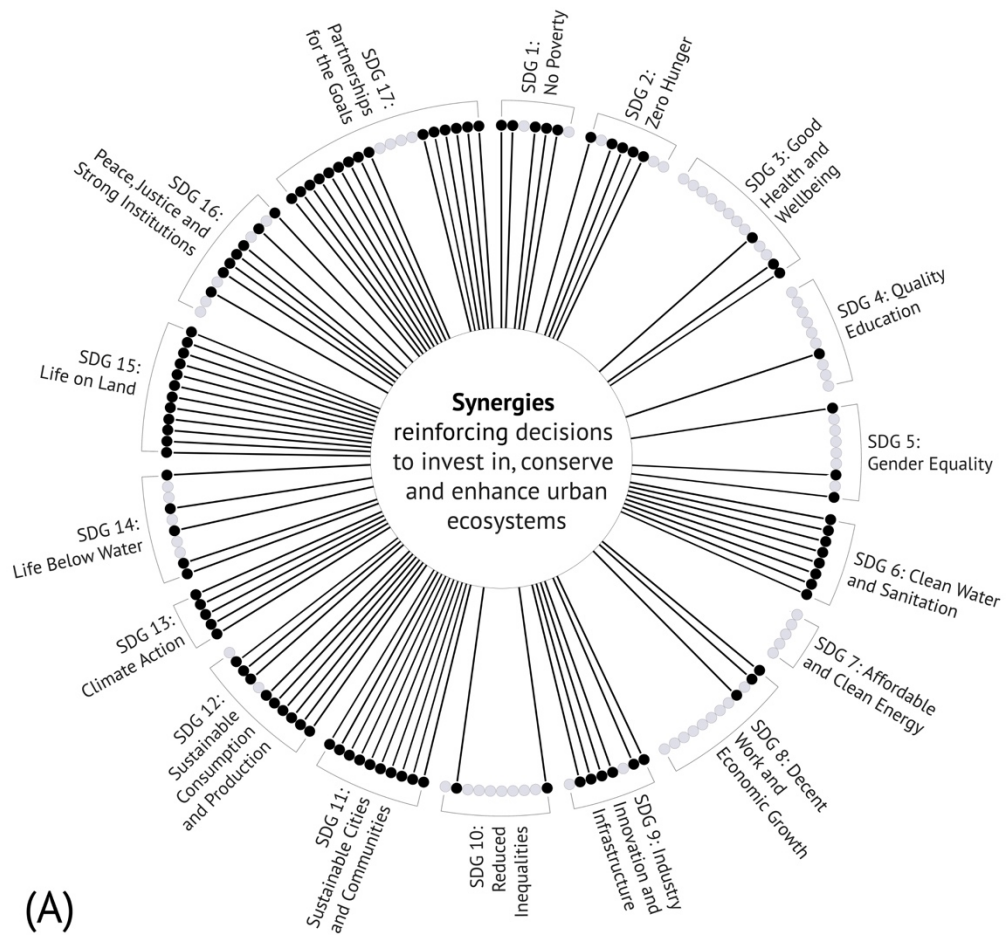 SDG 1:
No Poverty
SDG 2:
Zero Hunger
SDG 3: Good
Health and
Wellbeing
SDG 4: Quality
Education
SDG 5:
Gender Equality
SDG 6: Clean Water
and Sanitation
SDG 7: Affordable
and Clean Energy
SDG 8: Decent
Work and
Economic Growth
SDG 9: Industry
Innovation and
Infrastructure
SDG 10:
Reduced
Inequalities
SDG 11:
Sustainable Cities
and Communities
SDG 12:
Sustainable
Consumption
and Production
SDG 13:
Climate Action
SDG 14:
Life Below Water
SDG 15:
Life on Land
SDG 16:
Peace, Justice and
Strong Institutions
SDG 17:
Partnerships
for the Goals
Synergies
reinforcing decisions
to invest in, conserve
and enhance urban
ecosystems
(A)